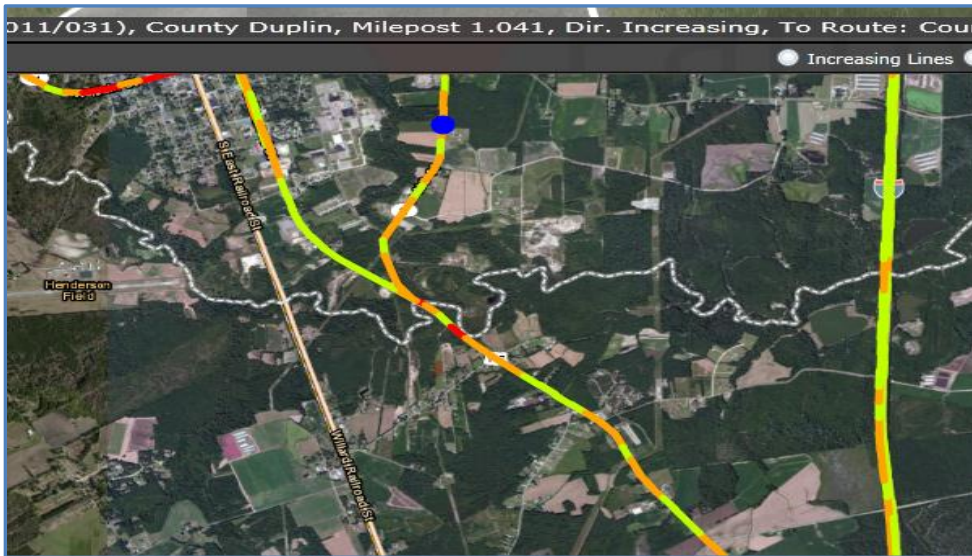 011/031), County Duplin, Milepost 1.041, Dir. Increasing, To Route: Cou
Increasing Lines
S East Railroad St
Henderson
Field
Willard Railroad St